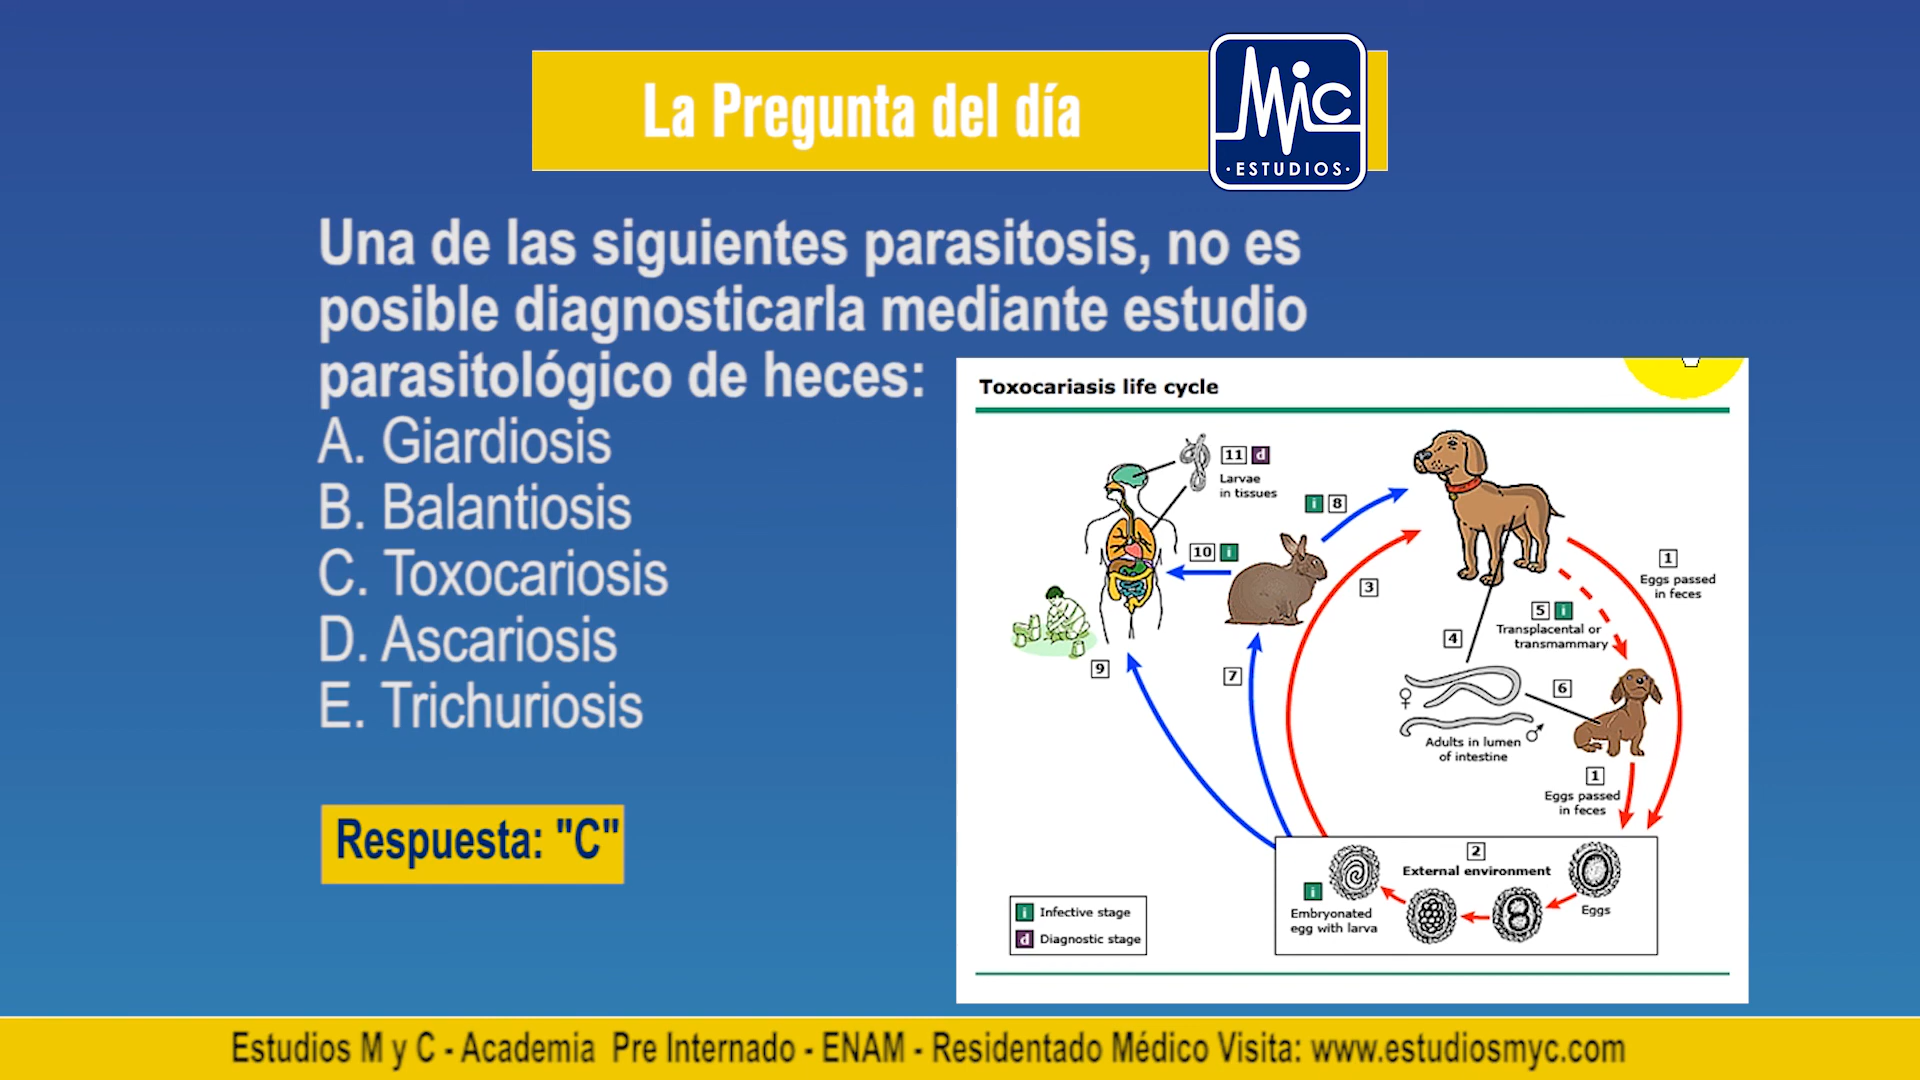 La Pregunta del día
MiC
·ESTUDIOS·
Una de las siguientes parasitosis, no es
posible diagnosticarla mediante estudio
parasitológico de heces:
A. Giardiosis
B. Balantiosis
C. Toxocariosis
D. Ascariosis
E. Trichuriosis
Respuesta: "C"
Toxocariasis life cycle
11 d
Larvae
in tissues
i 8
10 i
1
Eggs passed
in feces
3
5 i
Transplacental or
transmammary
4
9
7
6
♀
♂
Adults in lumen
of intestine
1
Eggs passed
in feces
2
External environment
i
Embryonated
egg with larva
Eggs
i Infective stage
d Diagnostic stage
Estudios M y C - Academia Pre Internado - ENAM - Residentado Médico Visita: www.estudiosmyc.com